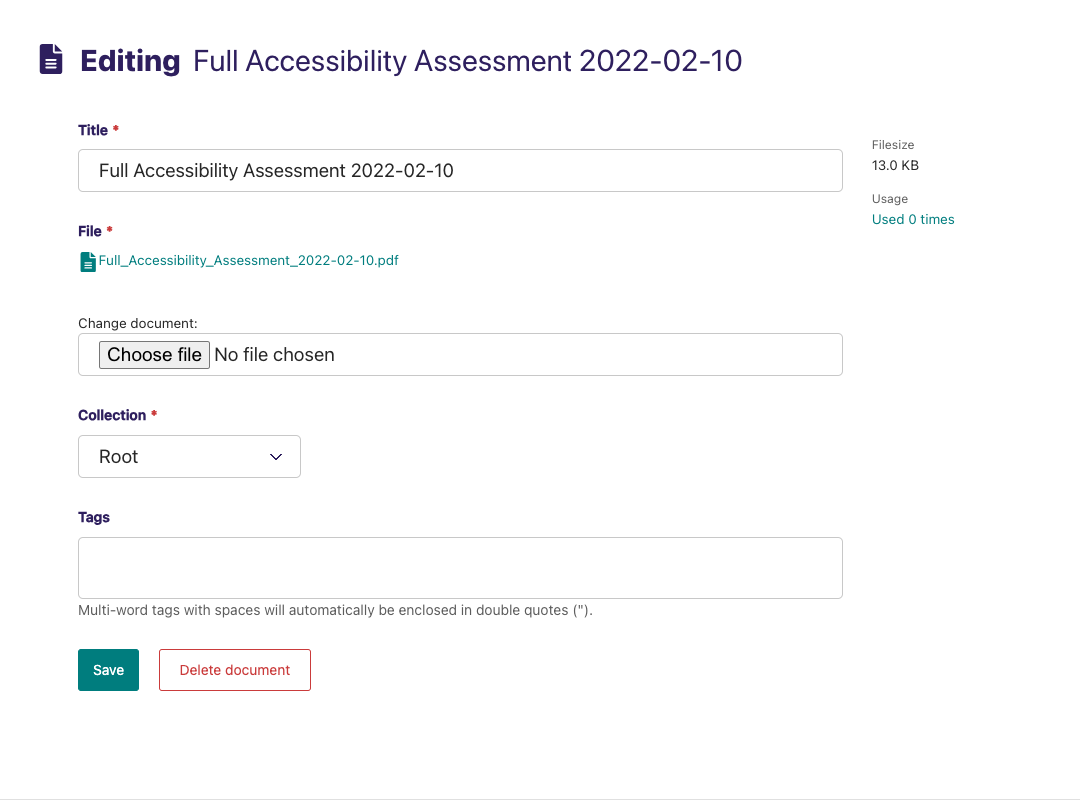 Editing Full Accessibility Assessment 2022-02-10
Title *
Full Accessibility Assessment 2022-02-10
Filesize
13.0 KB
Usage
Used 0 times
File *
Full_Accessibility_Assessment_2022-02-10.pdf
Change document:
Choose file No file chosen
Collection *
Root
Tags
Multi-word tags with spaces will automatically be enclosed in double quotes (").
Save
Delete document